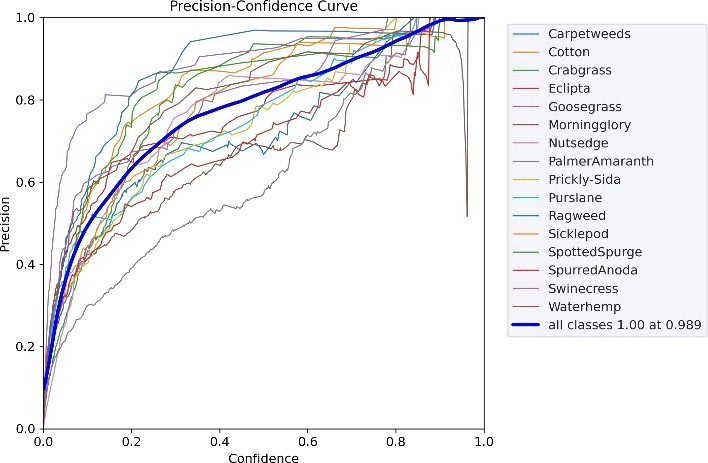 Precision-Confidence Curve
1.0
0.8
0.6
0.4
0.2
0.0
Precision
0.0 0.2 0.4 0.6 0.8 1.0
Confidence
Carpetweeds
Cotton
Crabgrass
Eclipta
Goosegrass
Morningglory
Nutsedge
PalmerAmaranth
Prickly-Sida
Purslane
Ragweed
Sicklepod
SpottedSpurge
SpurredAnoda
Swinecress
Waterhemp
all classes 1.00 at 0.989